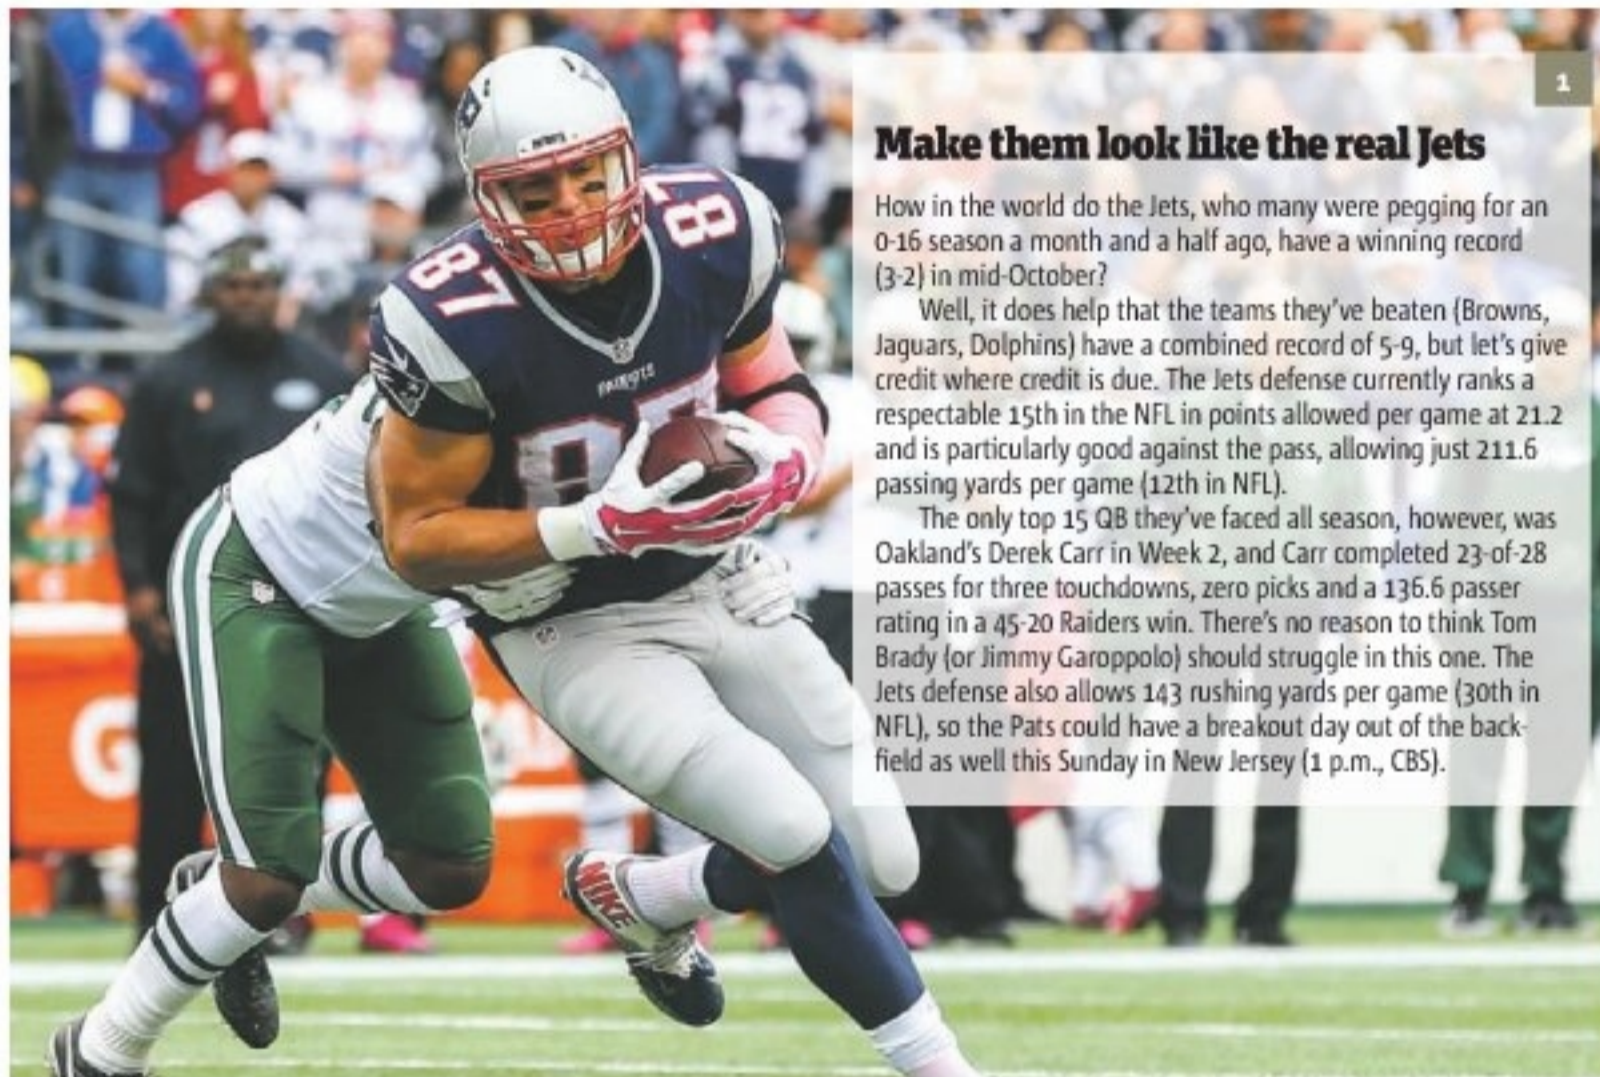 1
Make them look like the real Jets
How in the world do the Jets, who many were pegging for an
0-16 season a month and a half ago, have a winning record
(3-2) in mid-October?
Well, it does help that the teams they've beaten (Browns,
Jaguars, Dolphins) have a combined record of 5-9, but let's give
credit where credit is due. The Jets defense currently ranks a
respectable 15th in the NFL in points allowed per game at 21.2
and is particularly good against the pass, allowing just 211.6
passing yards per game (12th in NFL).
The only top 15 QB they've faced all season, however, was
Oakland's Derek Carr in Week 2, and Carr completed 23-of-28
passes for three touchdowns, zero picks and a 136.6 passer
rating in a 45-20 Raiders win. There's no reason to think Tom
Brady (or Jimmy Garoppolo) should struggle in this one. The
Jets defense also allows 143 rushing yards per game (30th in
NFL), so the Pats could have a breakout day out of the back-
field as well this Sunday in New Jersey (1 p.m., CBS).
12
PATRIOTS
87
87
PATRIOTS
87
G
NIKE